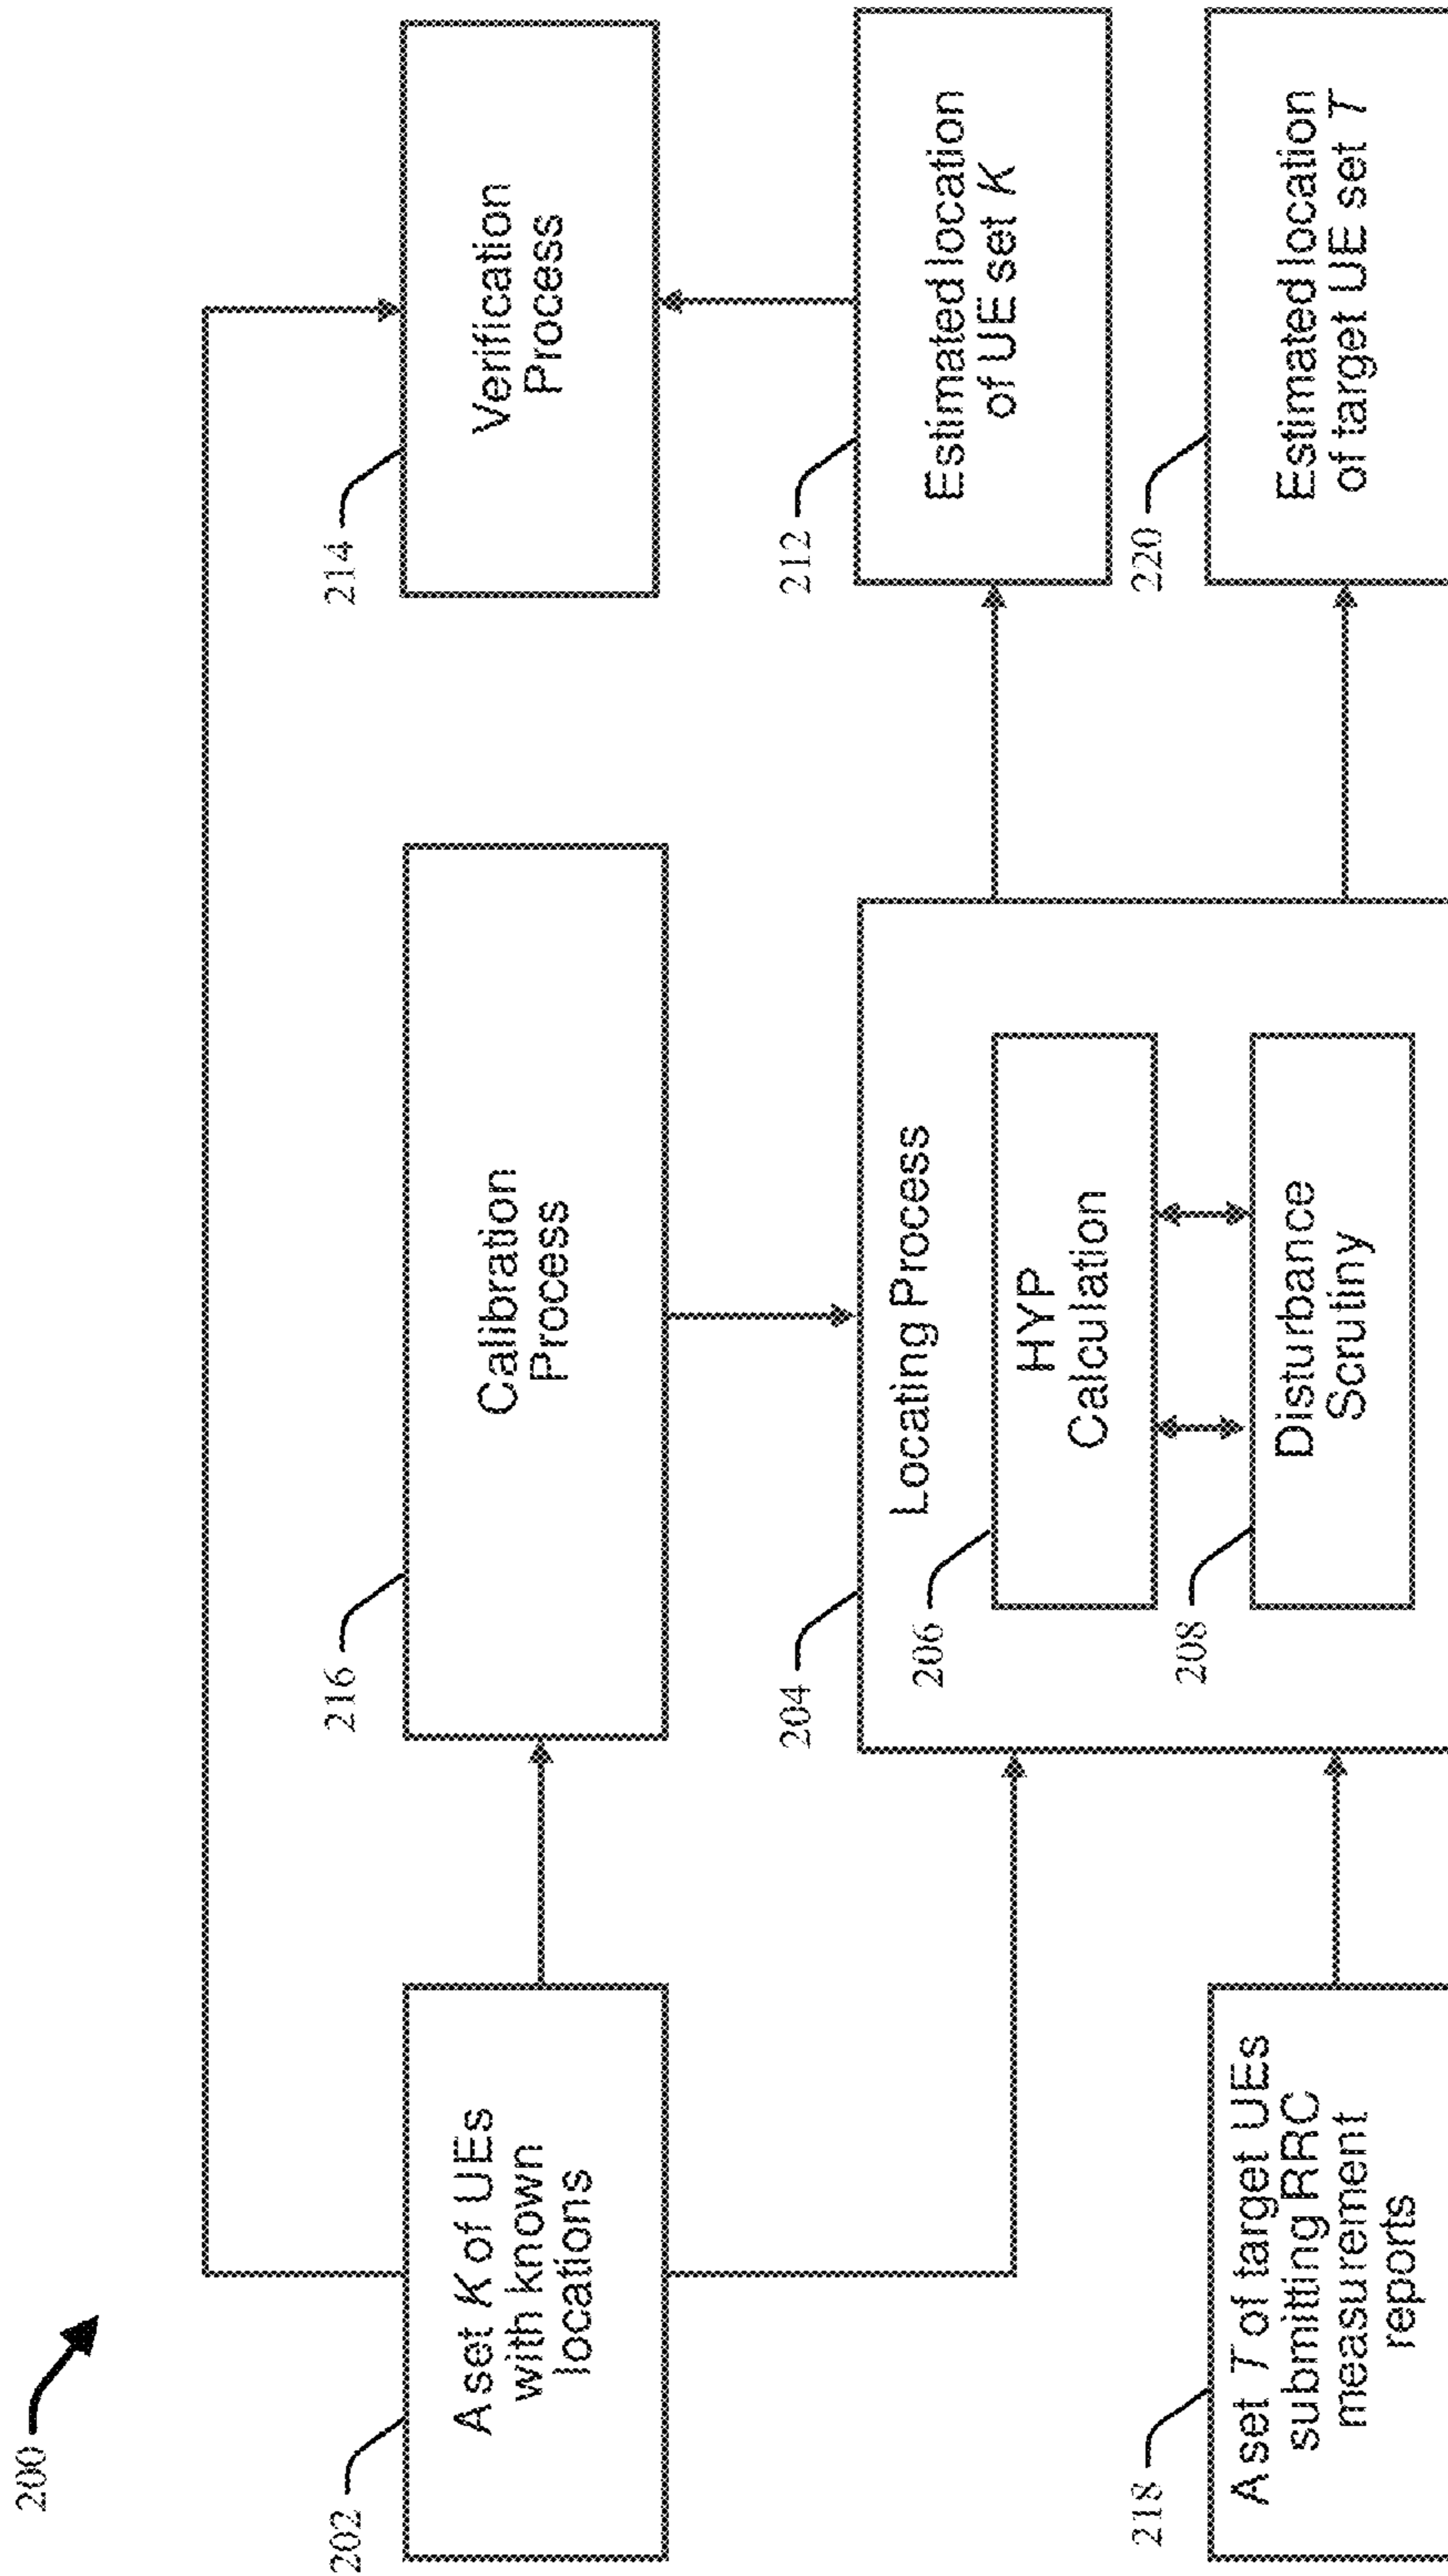 200
202
A set K of UEs
with known
locations
216
Calibration
Process
214
Verification
Process
204
Locating Process
206
HYP
Calculation
208
Disturbance
Scrutiny
212
Estimated location
of UE set K
218
A set T of target UEs
submitting RRC
measurement
reports
220
Estimated location
of target UE set T